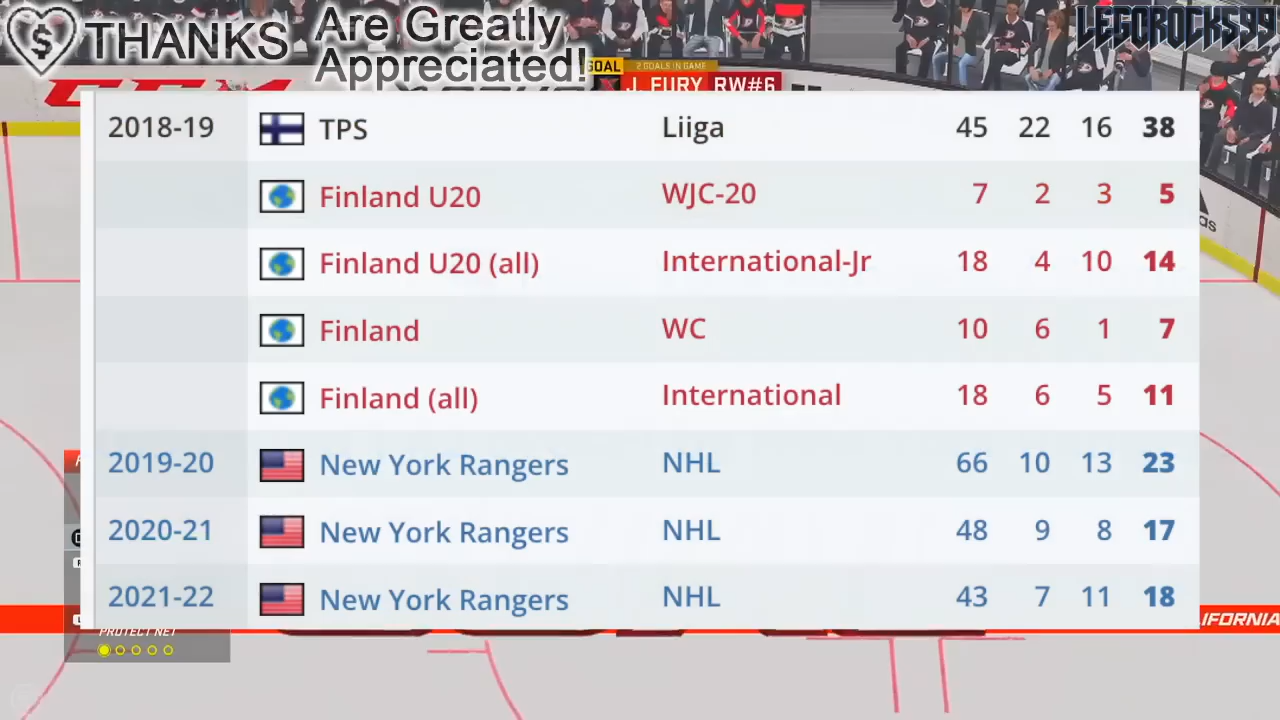 THANKS
Are Greatly
Appreciated!
LEGOROCKS99
GOAL 2 GOALS IN GAME
J. FURY RW#6
2018-19 TPS Liiga 45 22 16 38
Finland U20 WJC-20 7 2 3 5
Finland U20 (all) International-Jr 18 4 10 14
Finland WC 10 6 1 7
Finland (all) International 18 6 5 11
2019-20 New York Rangers NHL 66 10 13 23
2020-21 New York Rangers NHL 48 9 8 17
2021-22 New York Rangers NHL 43 7 11 18
PROTECT NET